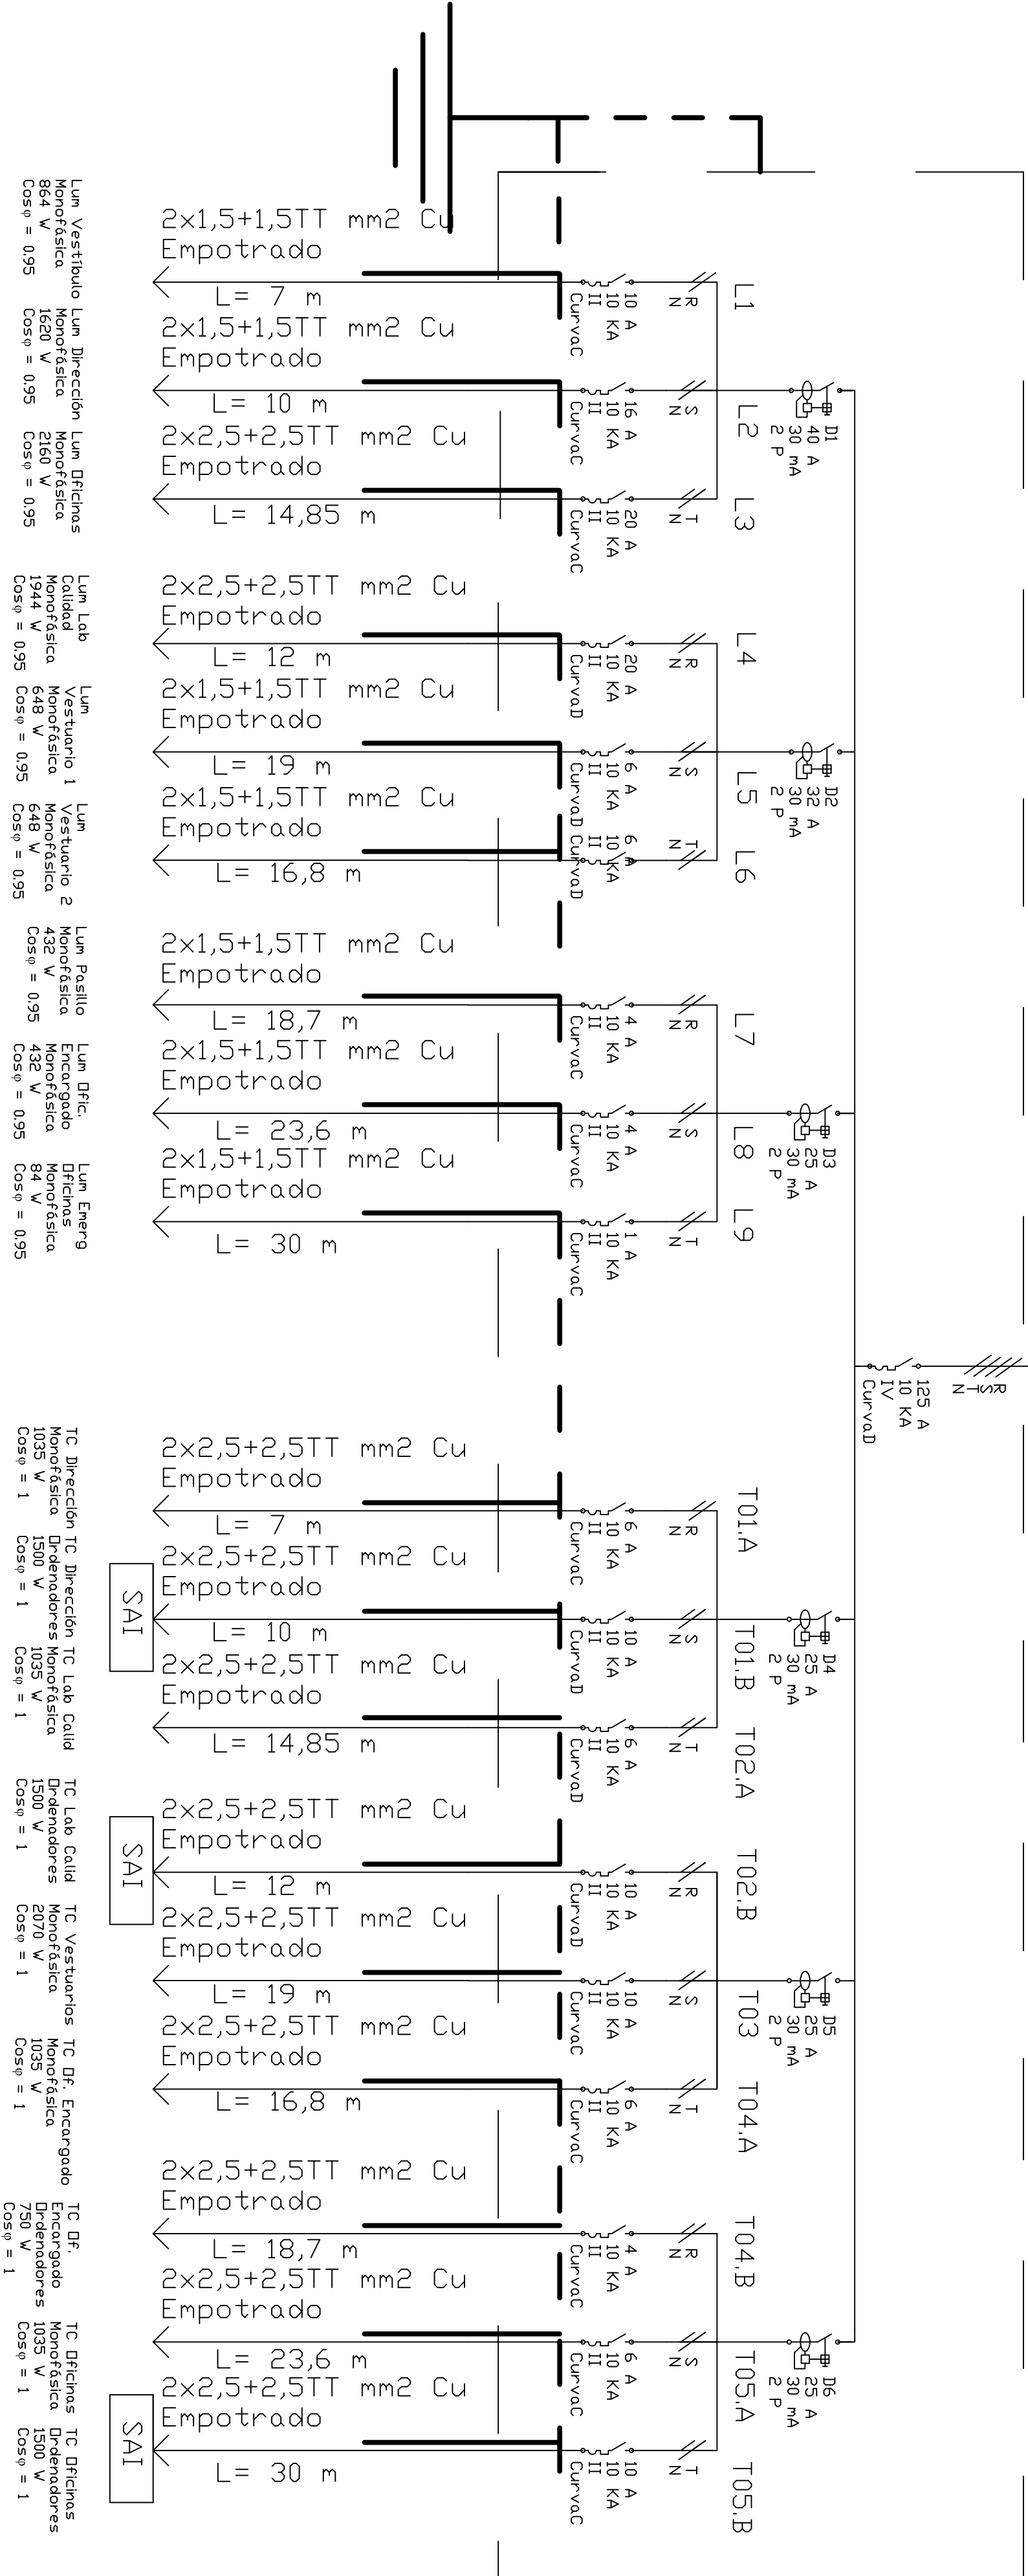 R
S
T
N
125 A
10 KA
IV
CurvaD
D1
40 A
30 mA
2 P
D2
32 A
30 mA
2 P
D3
25 A
30 mA
2 P
D4
25 A
30 mA
2 P
D5
25 A
30 mA
2 P
D6
25 A
30 mA
2 P
L1
R
N
10 A
10 KA
II
CurvaC
2x1,5+1,5TT mm2 Cu
Empotrado
L= 7 m
Lum Vestíbulo
Monofásica
864 W
Cosφ = 0.95
L2
S
N
16 A
10 KA
II
CurvaC
2x1,5+1,5TT mm2 Cu
Empotrado
L= 10 m
Lum Dirección
Monofásica
1620 W
Cosφ = 0.95
L3
T
N
20 A
10 KA
II
CurvaC
2x2,5+2,5TT mm2 Cu
Empotrado
L= 14,85 m
Lum Oficinas
Monofásica
2160 W
Cosφ = 0.95
L4
R
N
20 A
10 KA
II
CurvaD
2x2,5+2,5TT mm2 Cu
Empotrado
L= 12 m
Lum Lab
Calidad
Monofásica
1944 W
Cosφ = 0.95
L5
S
N
6 A
10 KA
II
CurvaD
2x1,5+1,5TT mm2 Cu
Empotrado
L= 19 m
Lum
Vestuario 1
Monofásica
648 W
Cosφ = 0.95
L6
T
N
6 A
10 KA
II
CurvaD
2x1,5+1,5TT mm2 Cu
Empotrado
L= 16,8 m
Lum
Vestuario 2
Monofásica
648 W
Cosφ = 0.95
L7
R
N
4 A
10 KA
II
CurvaC
2x1,5+1,5TT mm2 Cu
Empotrado
L= 18,7 m
Lum Pasillo
Monofásica
432 W
Cosφ = 0.95
L8
S
N
4 A
10 KA
II
CurvaC
2x1,5+1,5TT mm2 Cu
Empotrado
L= 23,6 m
Lum Ofic.
Encargado
Monofásica
432 W
Cosφ = 0.95
L9
T
N
1 A
10 KA
II
CurvaC
2x1,5+1,5TT mm2 Cu
Empotrado
L= 30 m
Lum Emerg
Oficinas
Monofásica
84 W
Cosφ = 0.95
T01.A
R
N
6 A
10 KA
II
CurvaC
2x2,5+2,5TT mm2 Cu
Empotrado
L= 7 m
TC Dirección
Monofásica
1035 W
Cosφ = 1
T01.B
S
N
10 A
10 KA
II
CurvaD
2x2,5+2,5TT mm2 Cu
Empotrado
L= 10 m
SAI
TC Dirección
Ordenadores
1500 W
Cosφ = 1
T02.A
T
N
6 A
10 KA
II
CurvaD
2x2,5+2,5TT mm2 Cu
Empotrado
L= 14,85 m
TC Lab Calid
Monofásica
1035 W
Cosφ = 1
T02.B
R
N
10 A
10 KA
II
CurvaD
2x2,5+2,5TT mm2 Cu
Empotrado
L= 12 m
SAI
TC Lab Calid
Ordenadores
1500 W
Cosφ = 1
T03
S
N
10 A
10 KA
II
CurvaC
2x2,5+2,5TT mm2 Cu
Empotrado
L= 19 m
TC Vestuarios
Monofásica
2070 W
Cosφ = 1
T04.A
T
N
6 A
10 KA
II
CurvaC
2x2,5+2,5TT mm2 Cu
Empotrado
L= 16,8 m
TC Of. Encargado
Monofásica
1035 W
Cosφ = 1
T04.B
R
N
4 A
10 KA
II
CurvaC
2x2,5+2,5TT mm2 Cu
Empotrado
L= 18,7 m
TC Of.
Encargado
Ordenadores
750 W
Cosφ = 1
T05.A
S
N
6 A
10 KA
II
CurvaC
2x2,5+2,5TT mm2 Cu
Empotrado
L= 23,6 m
TC Oficinas
Monofásica
1035 W
Cosφ = 1
T05.B
T
N
10 A
10 KA
II
CurvaC
2x2,5+2,5TT mm2 Cu
Empotrado
L= 30 m
SAI
TC Oficinas
Ordenadores
1500 W
Cosφ = 1